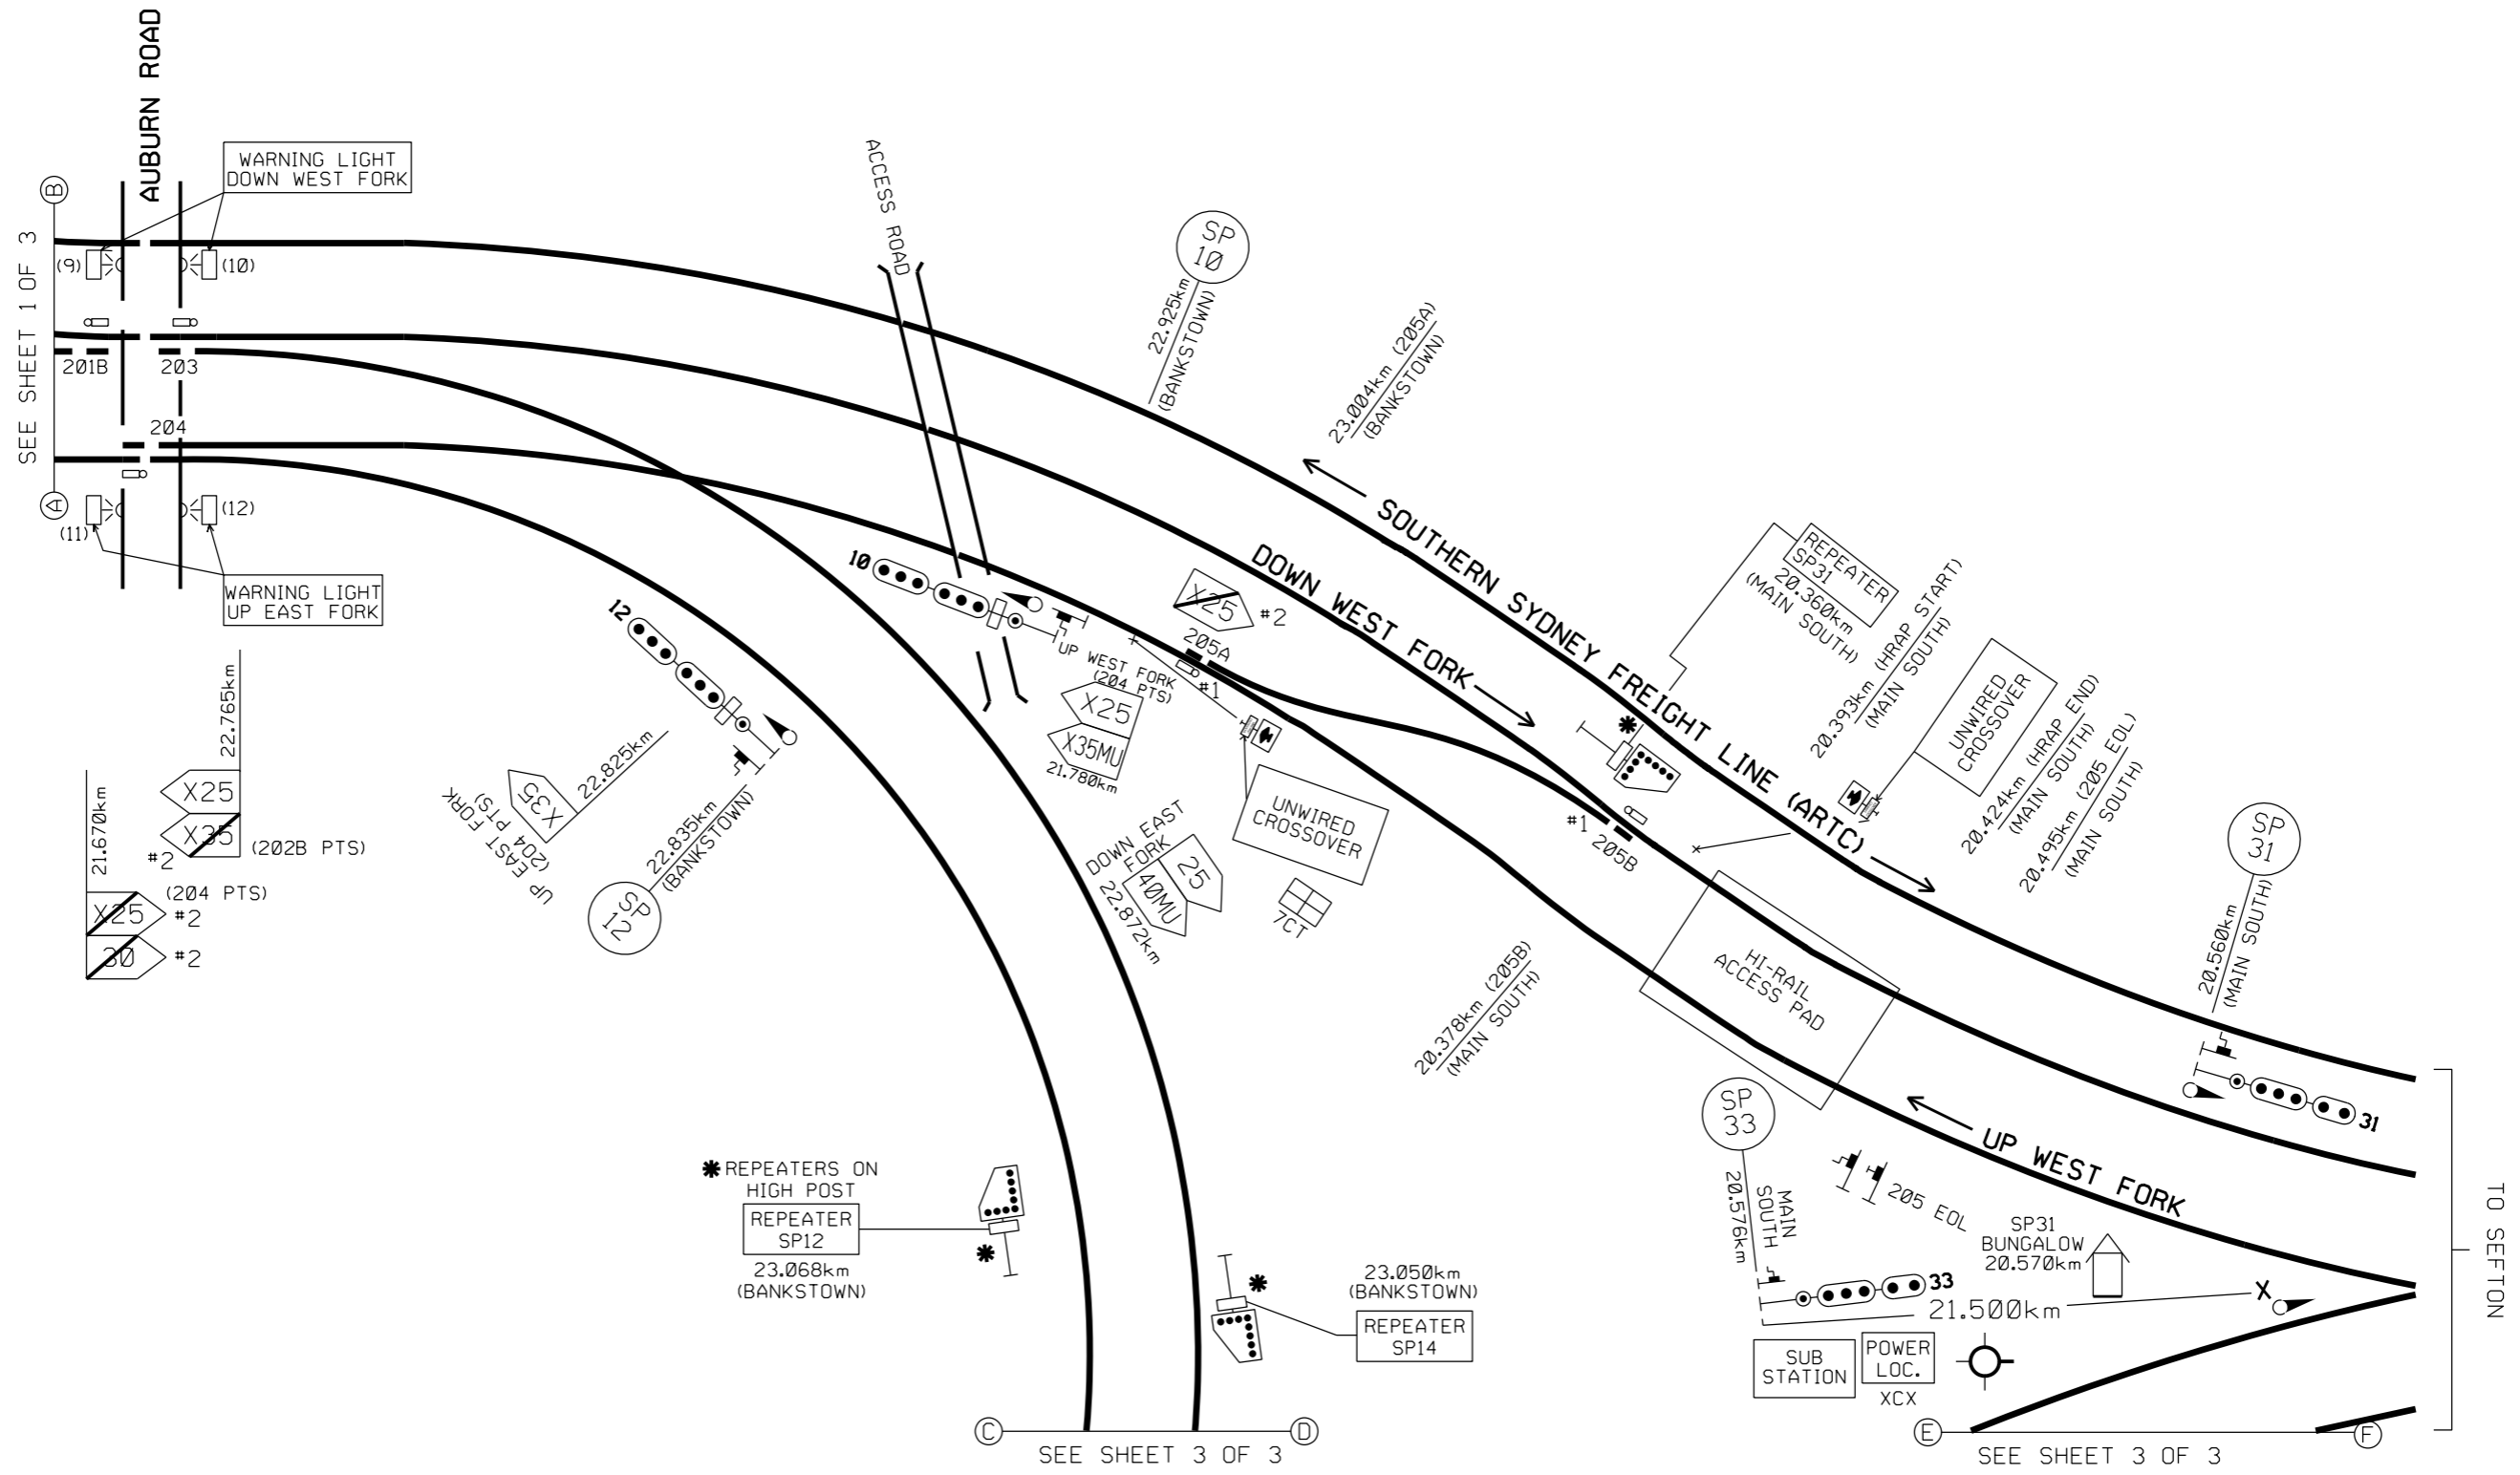 AUBURN ROAD
WARNING LIGHT
DOWN WEST FORK
B
SEE SHEET 1 OF 3
A
(9)
(10)
201B
203
204
(11)
(12)
WARNING LIGHT
UP EAST FORK
ACCESS ROAD
SP
10
22.925km
(BANKSTOWN)
23.004km (205A)
(BANKSTOWN)
SOUTHERN SYDNEY FREIGHT LINE (ARTC)
DOWN WEST FORK
REPEATER
SP31
20.360km
(MAIN SOUTH)
20.393km (HRAP START)
(MAIN SOUTH)
UNWIRED
CROSSOVER
20.424km (HRAP END)
(MAIN SOUTH)
20.495km (205 EOL)
(MAIN SOUTH)
10
12
X25
#2
205A
#1
UP WEST FORK
(204 PTS)
X25
X35MU
21.780km
UNWIRED
CROSSOVER
7CT
#1
205B
22.765km
X25
X35
#2
(202B PTS)
21.670km
(204 PTS)
X25
#2
30
#2
X35
22.825km
UP EAST FORK
(204 PTS)
22.835km
(BANKSTOWN)
SP
12
DOWN EAST
FORK
25
40MU
22.872km
20.378km (205B)
(MAIN SOUTH)
HI-RAIL
ACCESS PAD
SP
31
20.560km
(MAIN SOUTH)
31
SP
33
20.576km
MAIN
SOUTH
UP WEST FORK
205 EOL
SP31
BUNGALOW
20.570km
33
21.500km
X
SUB
STATION
POWER
LOC.
XCX
TO SEFTON
REPEATERS ON
HIGH POST
REPEATER
SP12
23.068km
(BANKSTOWN)
23.050km
(BANKSTOWN)
REPEATER
SP14
C
D
SEE SHEET 3 OF 3
E
F
SEE SHEET 3 OF 3